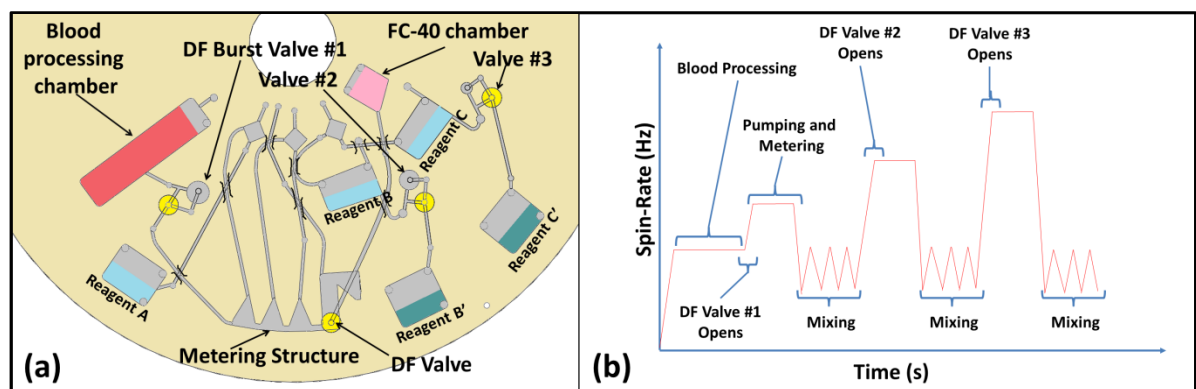 Blood
processing
chamber
DF Burst Valve #1
Valve #2
FC-40 chamber
Valve #3
Reagent C
Reagent B
Reagent C'
Reagent A
Reagent B'
Metering Structure
DF Valve
(a)
Spin-Rate (Hz)
Blood Processing
Pumping and
Metering
DF Valve #2
Opens
DF Valve #3
Opens
DF Valve #1
Opens
Mixing
Mixing
Mixing
Time (s)
(b)